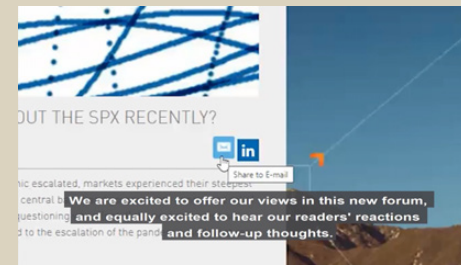 OUT THE SPX RECENTLY?
in
Share to E-mail
nic escalated, markets experienced their steepest
central b
We are excited to offer our views in this new forum,
questioning
and equally excited to hear our readers' reactions
d to the escalation of the pande
and follow-up thoughts.